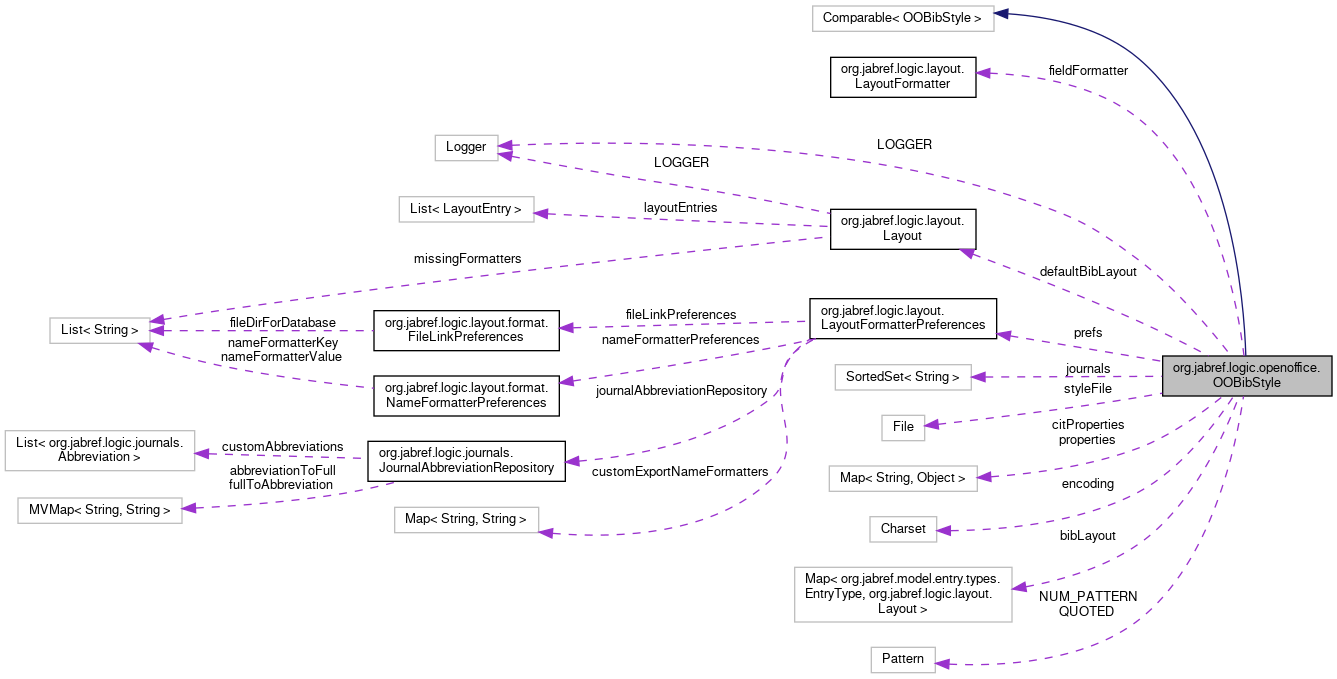 Comparable< OOBibStyle >
org.jabref.logic.layout.
LayoutFormatter
fieldFormatter
Logger
LOGGER
LOGGER
List< LayoutEntry >
layoutEntries
org.jabref.logic.layout.
Layout
missingFormatters
defaultBibLayout
List< String >
fileDirForDatabase
org.jabref.logic.layout.format.
FileLinkPreferences
fileLinkPreferences
org.jabref.logic.layout.
LayoutFormatterPreferences
prefs
nameFormatterKey
nameFormatterValue
nameFormatterPreferences
org.jabref.logic.layout.format.
NameFormatterPreferences
journalAbbreviationRepository
SortedSet< String >
journals
org.jabref.logic.openoffice.
OOBibStyle
styleFile
File
citProperties
properties
List< org.jabref.logic.journals.
Abbreviation >
customAbbreviations
org.jabref.logic.journals.
JournalAbbreviationRepository
abbreviationToFull
fullToAbbreviation
customExportNameFormatters
Map< String, Object >
encoding
MVMap< String, String >
Map< String, String >
Charset
bibLayout
Map< org.jabref.model.entry.types.
EntryType, org.jabref.logic.layout.
Layout >
NUM_PATTERN
QUOTED
Pattern